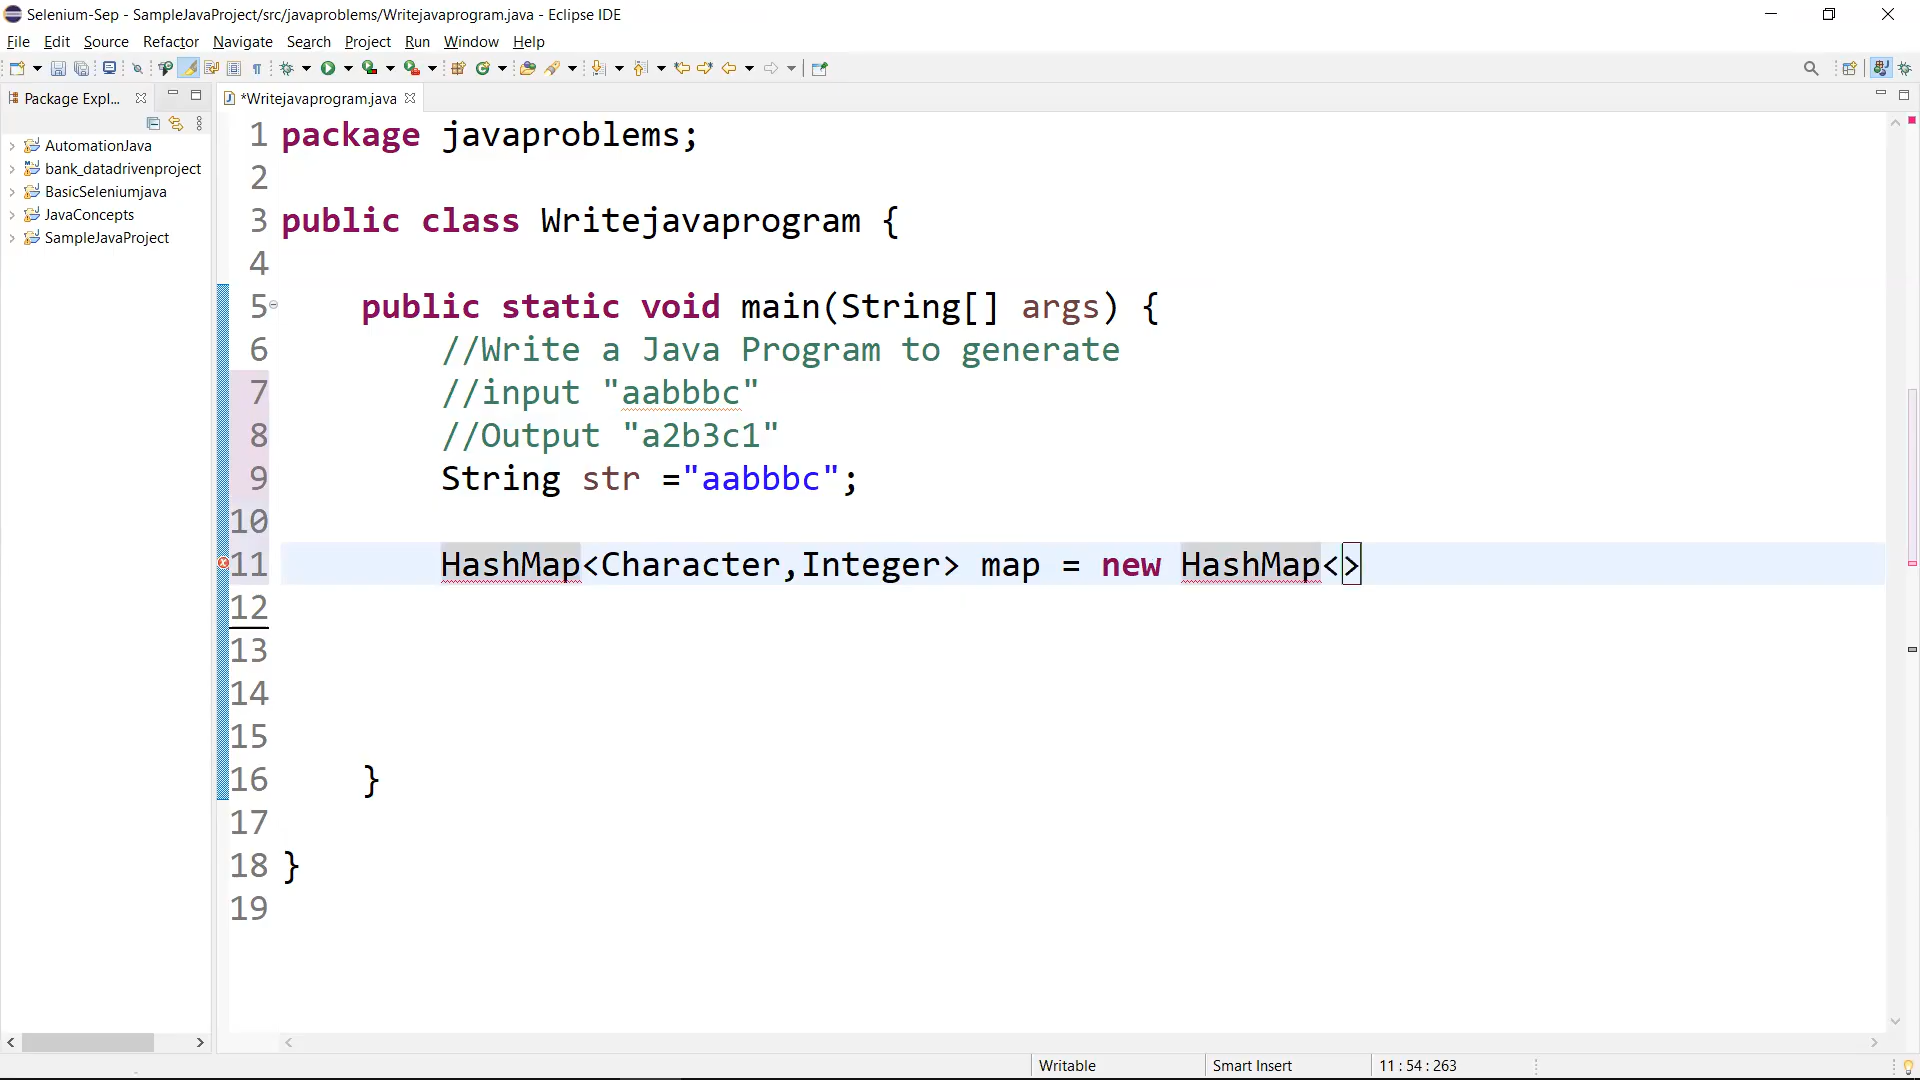 Selenium-Sep - SampleJavaProject/src/javaproblems/Writejavaprogram.java - Eclipse IDE
File Edit Source Refactor Navigate Search Project Run Window Help
Package Expl...
*Writejavaprogram.java
AutomationJava
bank_datadrivenproject
BasicSeleniumjava
JavaConcepts
SampleJavaProject
1 package javaproblems;
2
3 public class Writejavaprogram {
4
5 public static void main(String[] args) {
6 //Write a Java Program to generate
7 //input "aabbbc"
8 //Output "a2b3c1"
9 String str ="aabbbc";
10
11 HashMap<Character,Integer> map = new HashMap<>
12
13
14
15
16 }
17
18 }
19
Writable Smart Insert 11 : 54 : 263